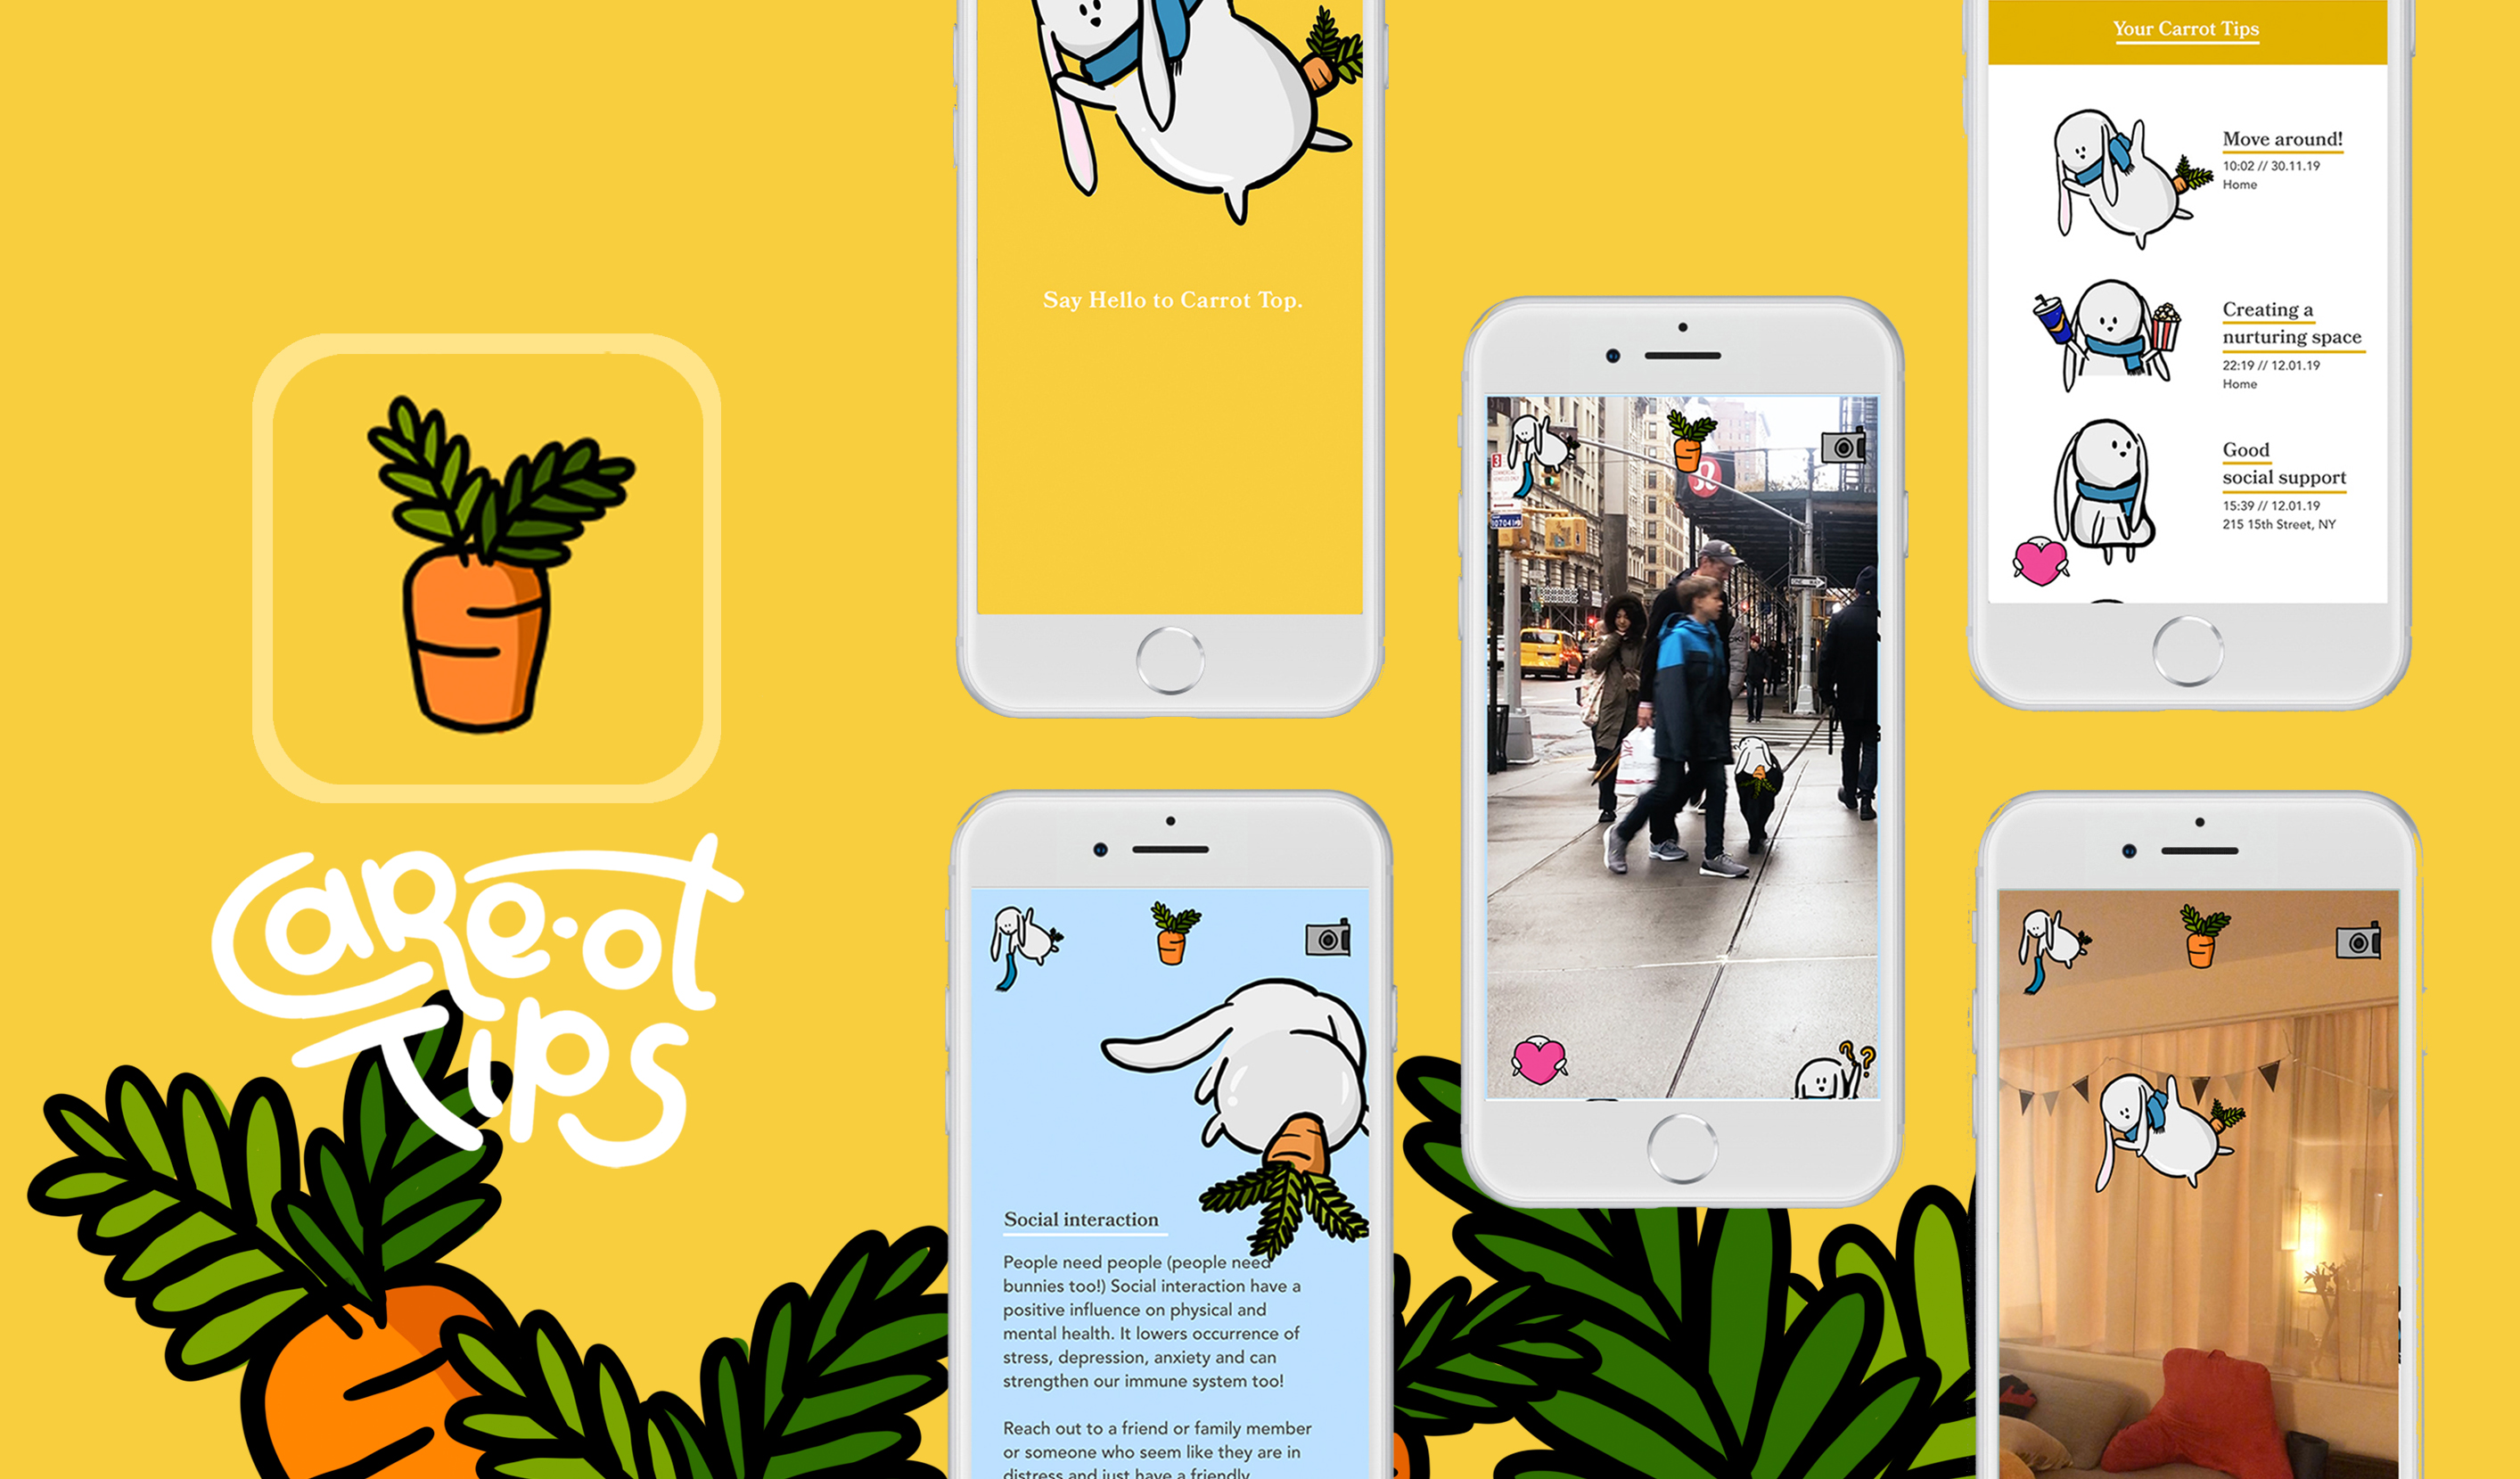 Care-ot
Tips
Say Hello to Carrot Top.
Social interaction
People need people (people need
bunnies too!) Social interaction have a
positive influence on physical and
mental health. It lowers occurrence of
stress, depression, anxiety and can
strengthen our immune system too!
Reach out to a friend or family member
or someone who seem like they are in
distress and just have a friendly
??
Your Carrot Tips
Move around!
10:02 // 30.11.19
Home
Creating a
nurturing space
22:19 // 12.01.19
Home
Good
social support
15:39 // 12.01.19
215 15th Street, NY